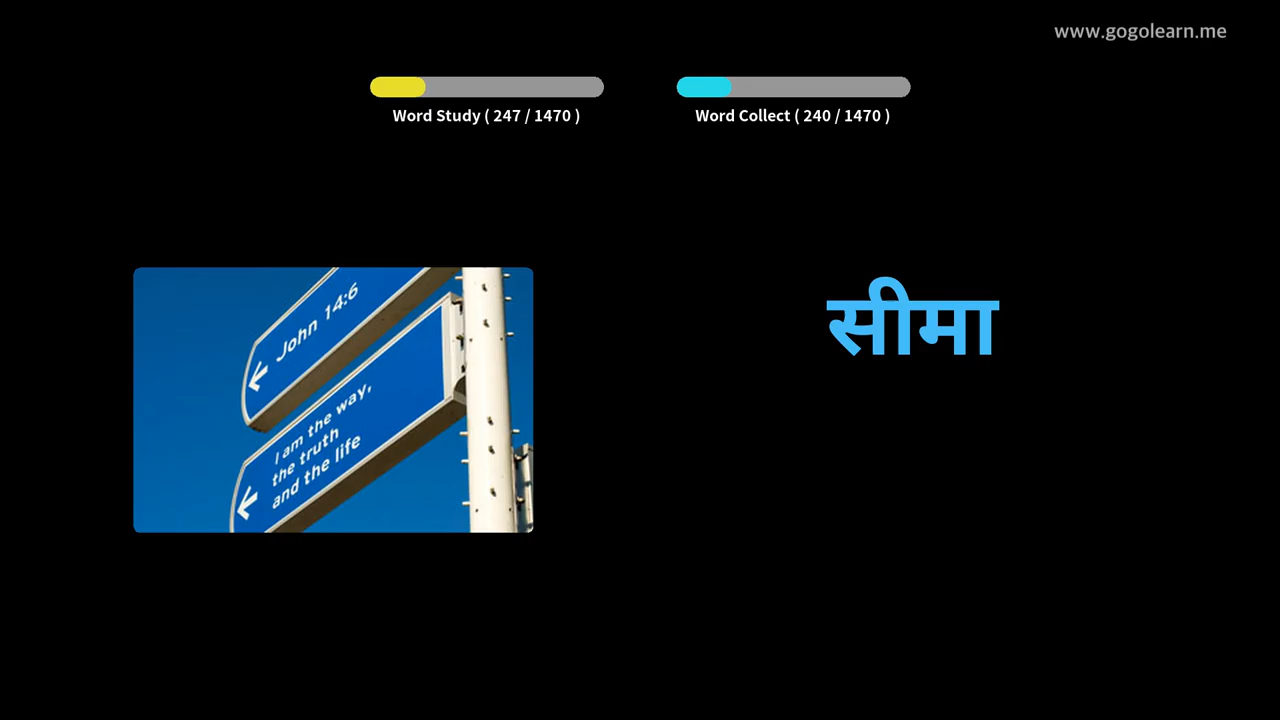 www.gogolearn.me
Word Study ( 247 / 1470 )
Word Collect ( 240 / 1470 )
John 14:6
I am the way,
the truth
and the life
सीमा